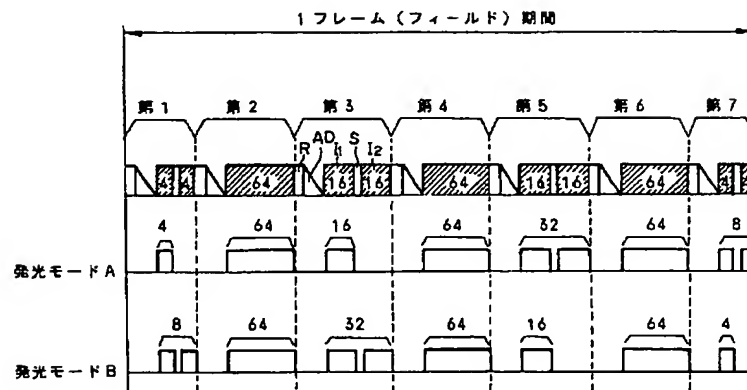 1フレーム(フィールド)期間
第1 第2 第3 第4 第5 第6 第7
R AD I1 S I2
4 4 64 16 16 64 16 16 64 4 4
4 64 16 64 32 64 8
発光モードA
8 64 32 64 16 64 4
発光モードB